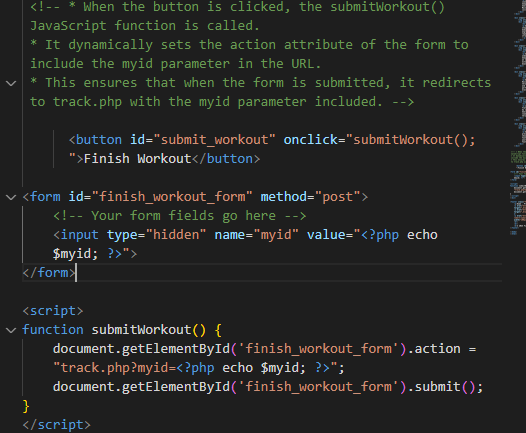 <!-- * When the button is clicked, the submitWorkout()
JavaScript function is called.
* It dynamically sets the action attribute of the form to
include the myid parameter in the URL.
* This ensures that when the form is submitted, it redirects
to track.php with the myid parameter included. -->
<button id="submit_workout" onclick="submitWorkout();
">Finish Workout</button>
<form id="finish_workout_form" method="post">
<!-- Your form fields go here -->
<input type="hidden" name="myid" value="<?php echo
$myid; ?>">
</form>
<script>
function submitWorkout() {
document.getElementById('finish_workout_form').action =
"track.php?myid=<?php echo $myid; ?>";
document.getElementById('finish_workout_form').submit();
}
</script>